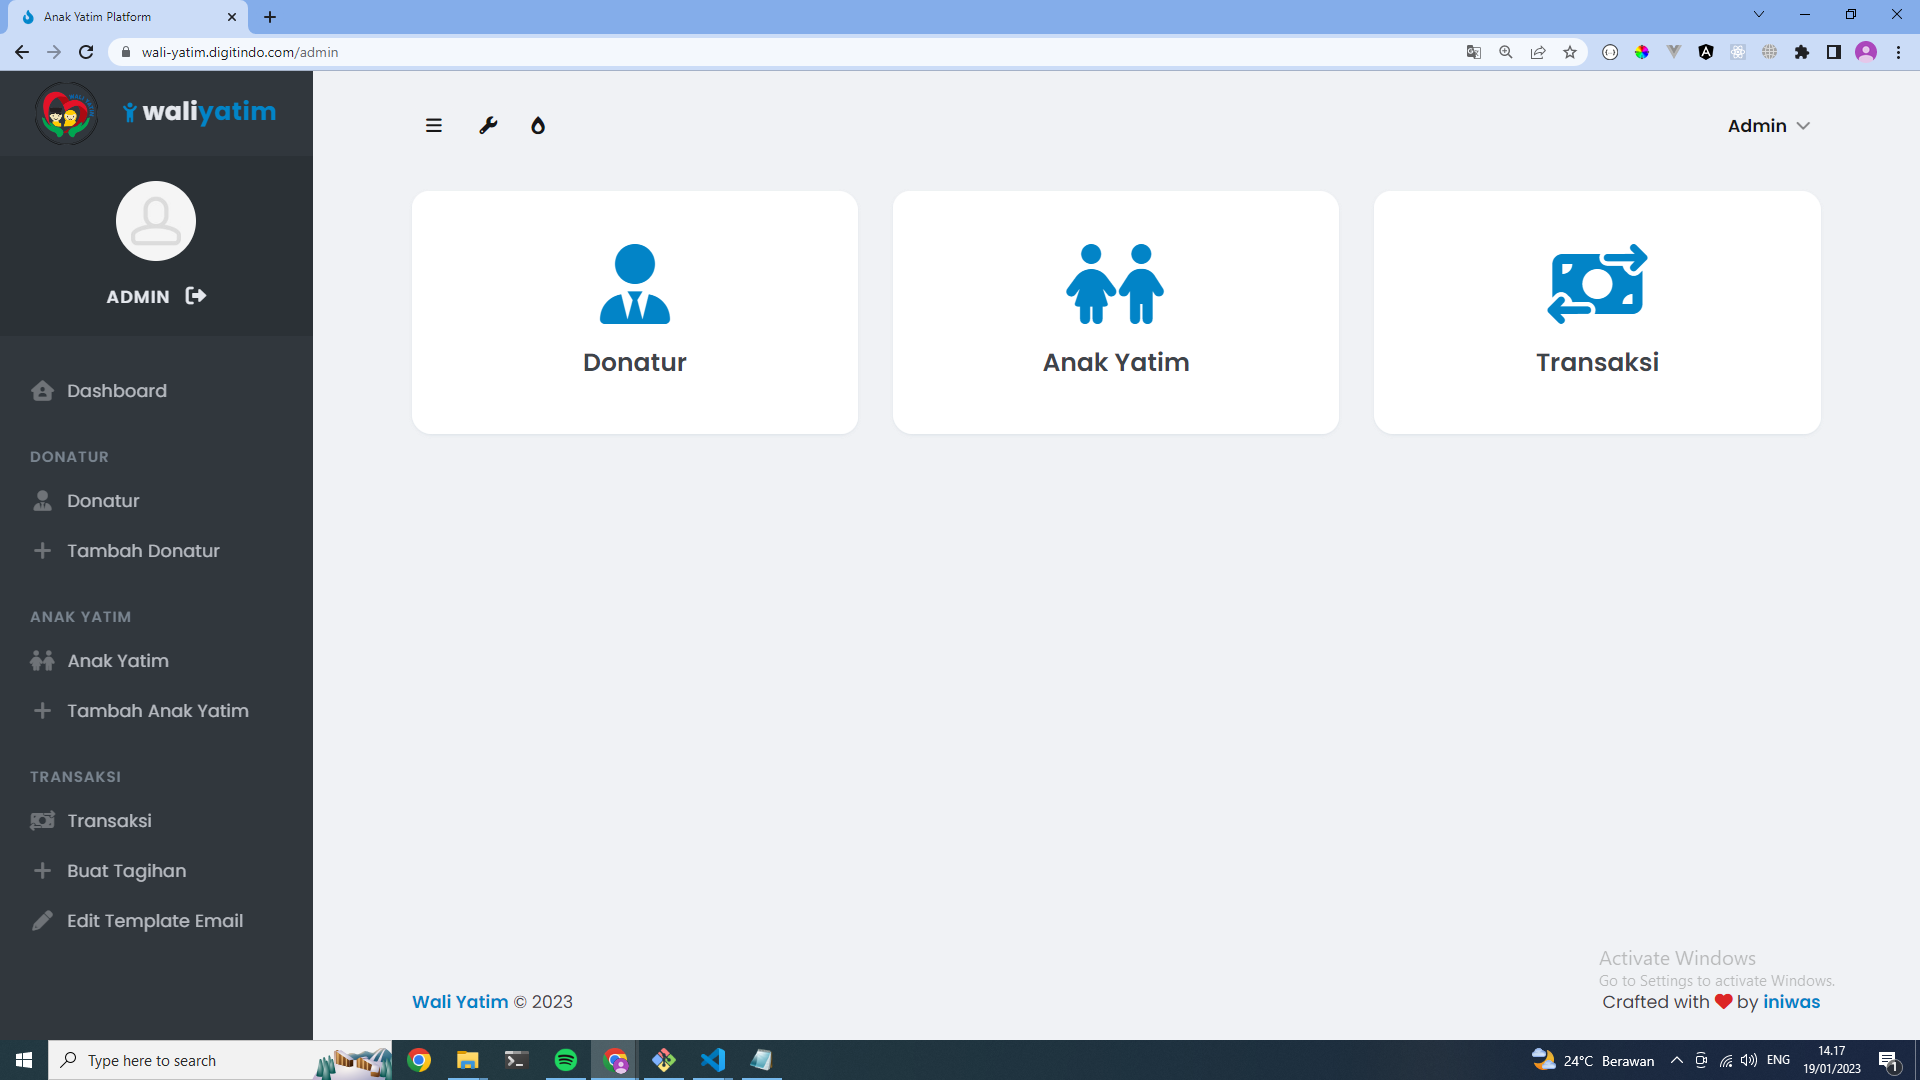 Anak Yatim Platform
wali-yatim.digitindo.com/admin
waliyatim
Admin
ADMIN
Donatur
Anak Yatim
Transaksi
Dashboard
DONATUR
Donatur
Tambah Donatur
ANAK YATIM
Anak Yatim
Tambah Anak Yatim
TRANSAKSI
Transaksi
Buat Tagihan
Edit Template Email
Activate Windows
Go to Settings to activate Windows.
Wali Yatim © 2023
Crafted with by iniwas
Type here to search
24°C Berawan
ENG
14.17
19/01/2023
1